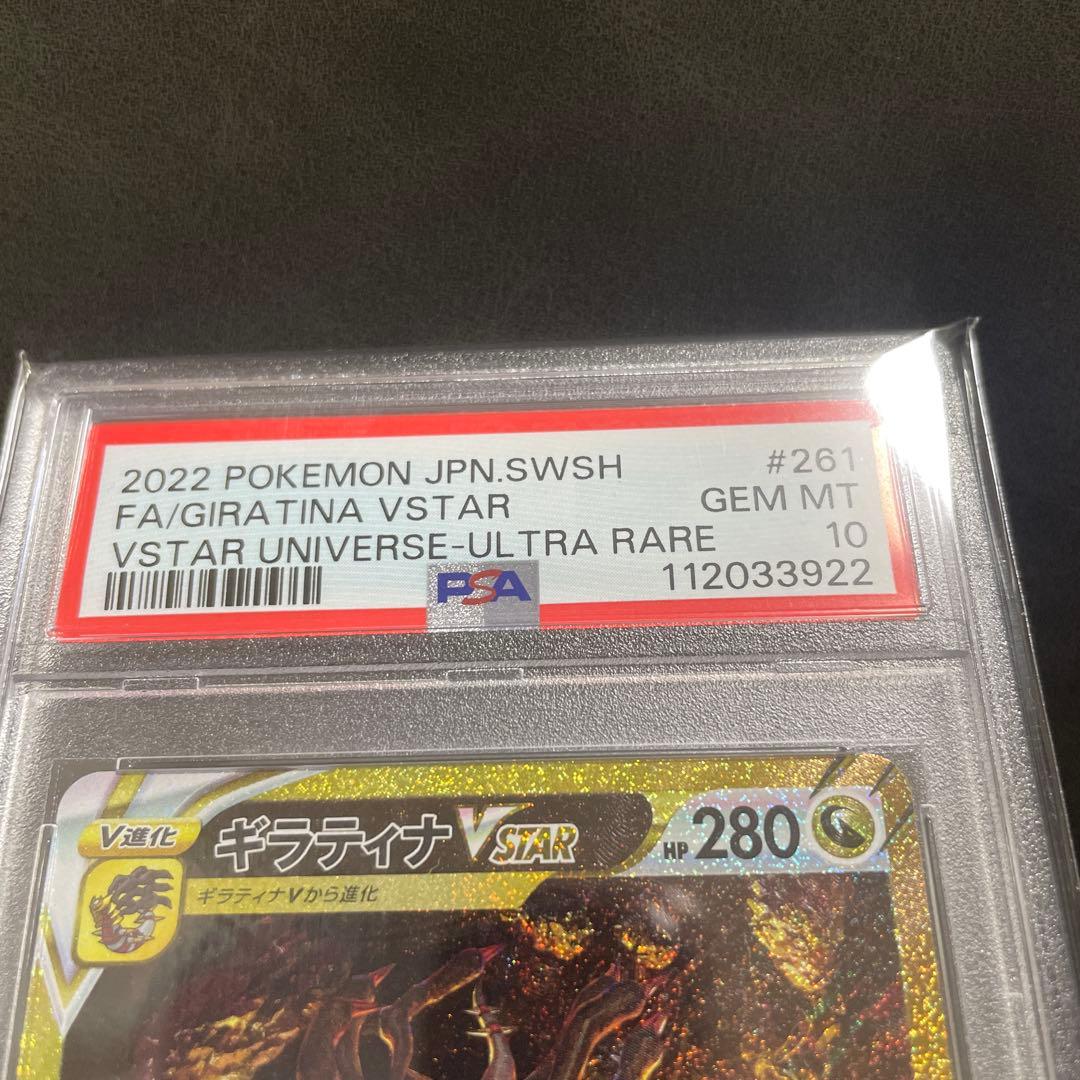 2022 POKEMON JPN.SWSH #261
FA/GIRATINA VSTAR GEM MT
VSTAR UNIVERSE-ULTRA RARE 10
PSA 112033922
V進化 ギラティナ VSTAR HP 280
ギラティナVから進化